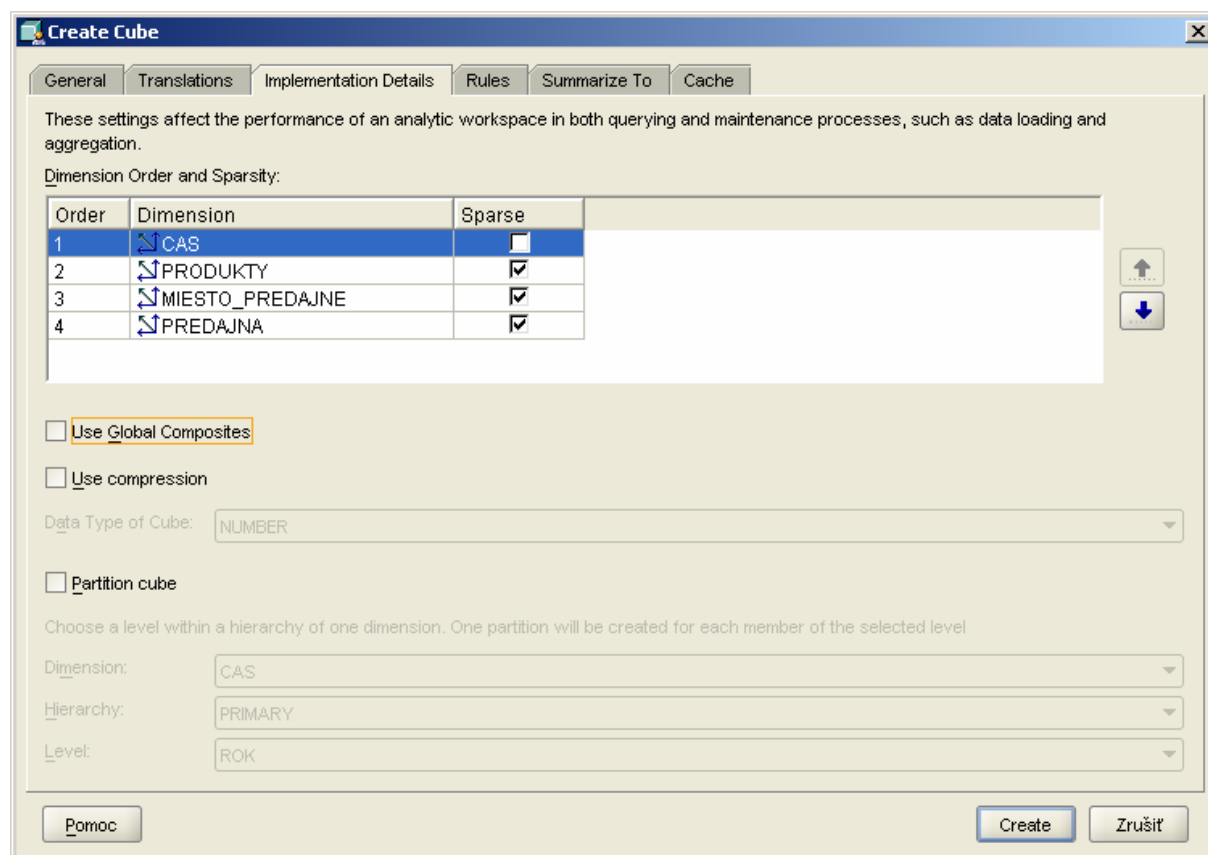 Create Cube
General Translations Implementation Details Rules Summarize To Cache
These settings affect the performance of an analytic workspace in both querying and maintenance processes, such as data loading and
aggregation.
Dimension Order and Sparsity:
Order Dimension Sparse
1 CAS
2 PRODUKTY
3 MIESTO_PREDAJNE
4 PREDAJNA
Use Global Composites
Use compression
Data Type of Cube: NUMBER
Partition cube
Choose a level within a hierarchy of one dimension. One partition will be created for each member of the selected level
Dimension: CAS
Hierarchy: PRIMARY
Level: ROK
Pomoc Create Zrušiť